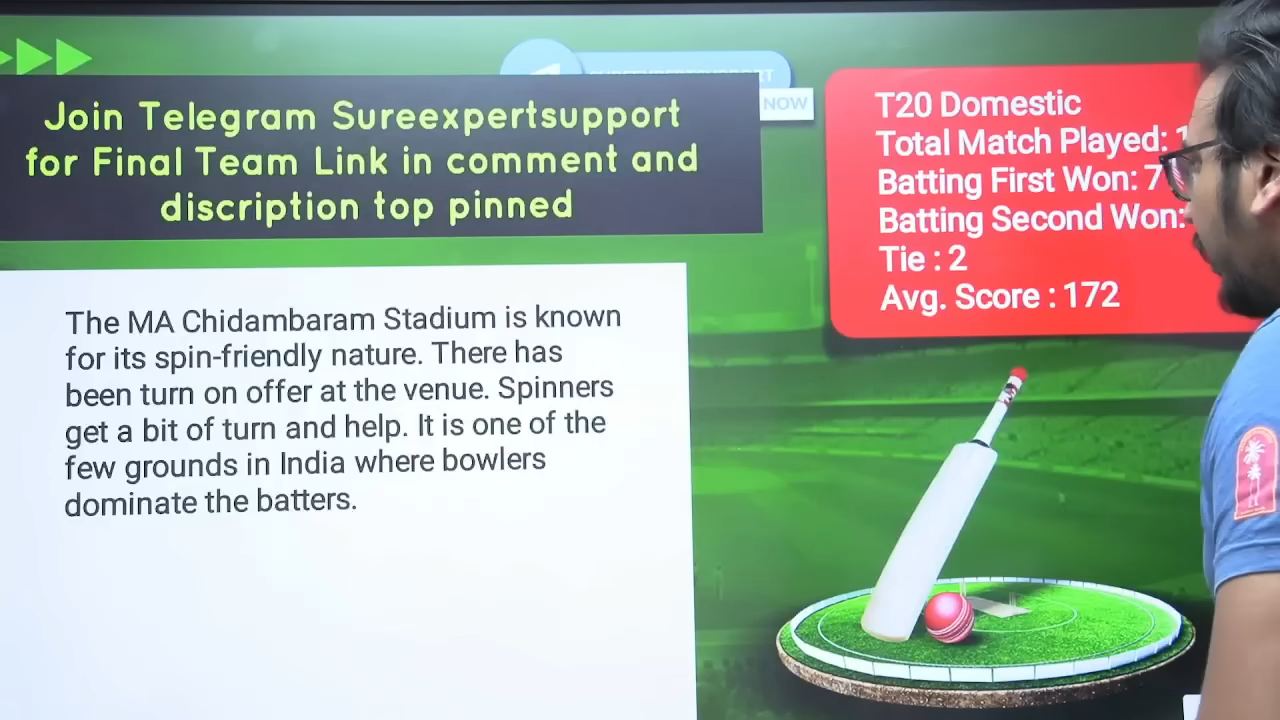 Join Telegram Sureexpertsupport
for Final Team Link in comment and
discription top pinned
NOW
T20 Domestic
Total Match Played:
Batting First Won: 7
Batting Second Won:
Tie : 2
Avg. Score : 172
The MA Chidambaram Stadium is known
for its spin-friendly nature. There has
been turn on offer at the venue. Spinners
get a bit of turn and help. It is one of the
few grounds in India where bowlers
dominate the batters.